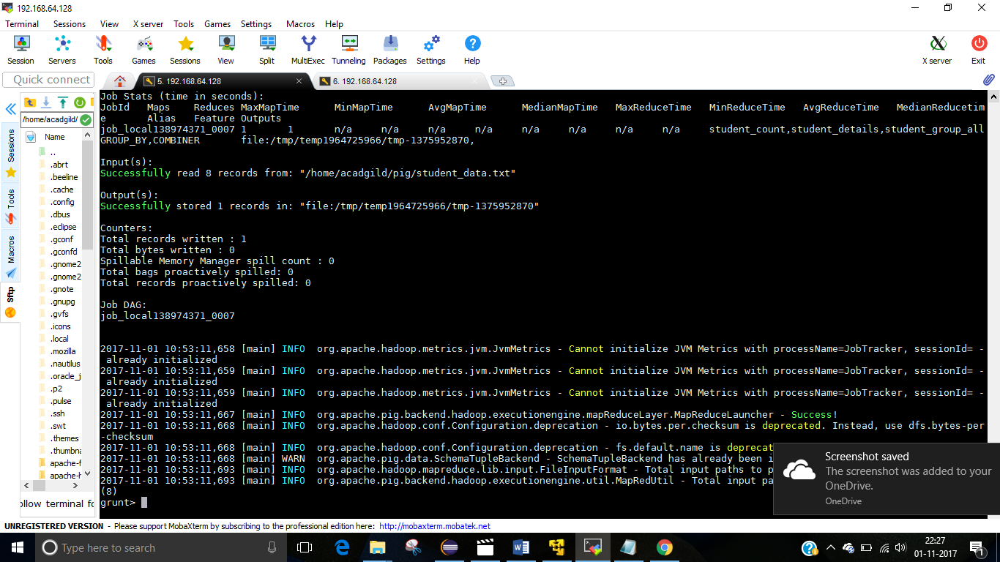 192.168.64.128
Terminal Sessions View X server Tools Games Settings Macros Help
Session Servers Tools Games Sessions View Split MultiExec Tunneling Packages Settings Help X server Exit
Quick connect
5. 192.168.64.128
6. 192.168.64.128
/home/acadgild/
Name
..
.abrt
.beeline
.cache
.config
.dbus
.eclipse
.gconf
.gconfd
.gnome2
.gnome2
.gnote
.gnupg
.gvfs
.icons
.local
.mozilla
.nautilus
.oracle_j
.p2
.pulse
.ssh
.swt
.themes
.thumbna
apache-f
apache-h
ollow terminal fo
Sessions
Tools
Macros
Sftp
Job Stats (time in seconds):
JobId Maps Reduces MaxMapTime MinMapTime AvgMapTime MedianMapTime MaxReduceTime MinReduceTime AvgReduceTime MedianReducetim
e Alias Feature Outputs
job_local138974371_0007 1 1 n/a n/a n/a n/a n/a n/a n/a n/a student_count,student_details,student_group_all
GROUP_BY,COMBINER file:/tmp/temp1964725966/tmp-1375952870,
Input(s):
Successfully read 8 records from: "/home/acadgild/pig/student_data.txt"
Output(s):
Successfully stored 1 records in: "file:/tmp/temp1964725966/tmp-1375952870"
Counters:
Total records written : 1
Total bytes written : 0
Spillable Memory Manager spill count : 0
Total bags proactively spilled: 0
Total records proactively spilled: 0
Job DAG:
job_local138974371_0007
2017-11-01 10:53:11,658 [main] INFO org.apache.hadoop.metrics.jvm.JvmMetrics - Cannot initialize JVM Metrics with processName=JobTracker, sessionId= -
already initialized
2017-11-01 10:53:11,659 [main] INFO org.apache.hadoop.metrics.jvm.JvmMetrics - Cannot initialize JVM Metrics with processName=JobTracker, sessionId= -
already initialized
2017-11-01 10:53:11,659 [main] INFO org.apache.hadoop.metrics.jvm.JvmMetrics - Cannot initialize JVM Metrics with processName=JobTracker, sessionId= -
already initialized
2017-11-01 10:53:11,667 [main] INFO org.apache.pig.backend.hadoop.executionengine.mapReduceLayer.MapReduceLauncher - Success!
2017-11-01 10:53:11,668 [main] INFO org.apache.hadoop.conf.Configuration.deprecation - io.bytes.per.checksum is deprecated. Instead, use dfs.bytes-per
-checksum
2017-11-01 10:53:11,668 [main] INFO org.apache.hadoop.conf.Configuration.deprecation - fs.default.name is deprecat
2017-11-01 10:53:11,668 [main] WARN org.apache.pig.data.SchemaTupleBackend - SchemaTupleBackend has already been i
2017-11-01 10:53:11,693 [main] INFO org.apache.hadoop.mapreduce.lib.input.FileInputFormat - Total input paths to p
2017-11-01 10:53:11,693 [main] INFO org.apache.pig.backend.hadoop.executionengine.util.MapRedUtil - Total input pa
(8)
grunt>
Screenshot saved
The screenshot was added to your
OneDrive.
OneDrive
UNREGISTERED VERSION - Please support MobaXterm by subscribing to the professional edition here: http://mobaxterm.mobatek.net
Type here to search
22:27
01-11-2017
1